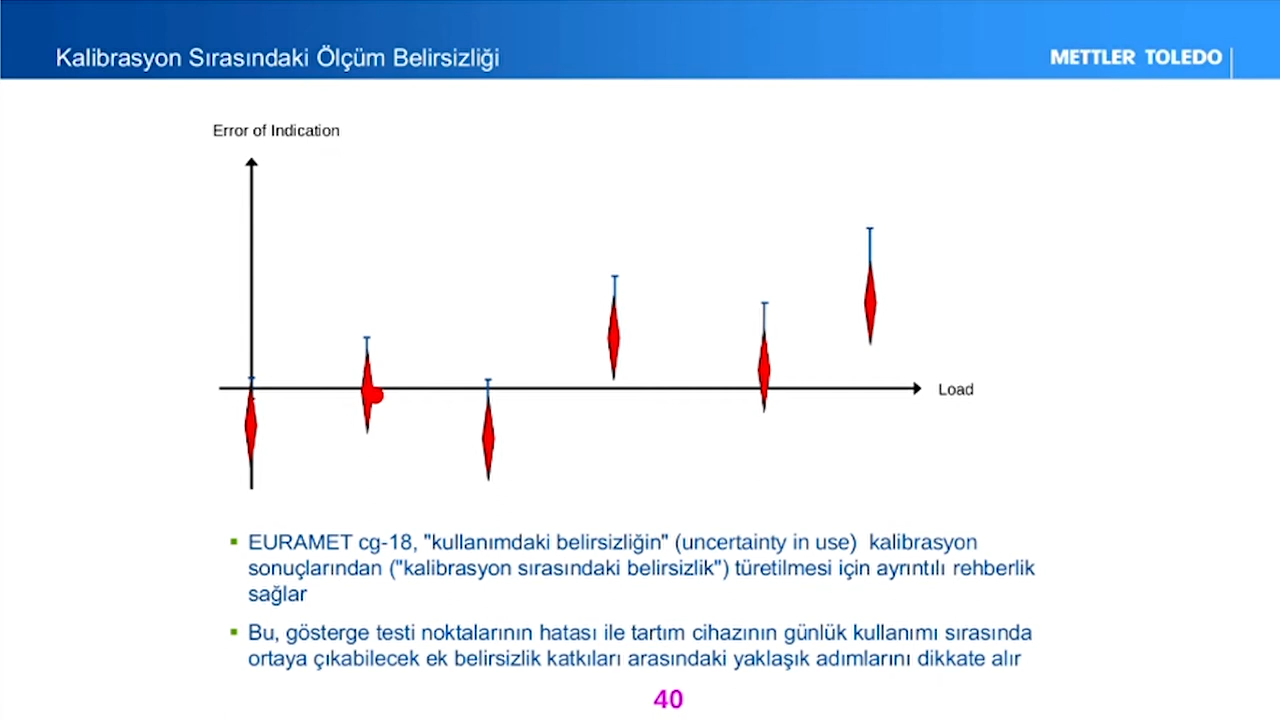 Kalibrasyon Sırasındaki Ölçüm Belirsizliği
METTLER TOLEDO
Error of Indication
Load
EURAMET cg-18, "kullanımdaki belirsizliğin" (uncertainty in use) kalibrasyon
sonuçlarından ("kalibrasyon sırasındaki belirsizlik") türetilmesi için ayrıntılı rehberlik
sağlar
Bu, gösterge testi noktalarının hatası ile tartım cihazının günlük kullanımı sırasında
ortaya çıkabilecek ek belirsizlik katkıları arasındaki yaklaşık adımlarını dikkate alır
40